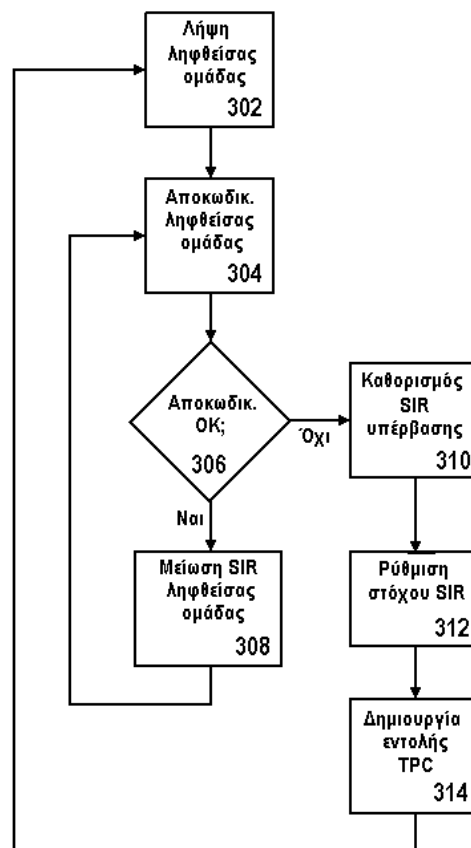 Λήψη
ληφθείσας
ομάδας
302
Αποκωδικ.
ληφθείσας
ομάδας
304
Αποκωδικ.
OK;
306
Όχι
Ναι
Μείωση SIR
ληφθείσας
ομάδας
308
Καθορισμός
SIR
υπέρβασης
310
Ρύθμιση
στόχου SIR
312
Δημιουργία
εντολής
TPC
314